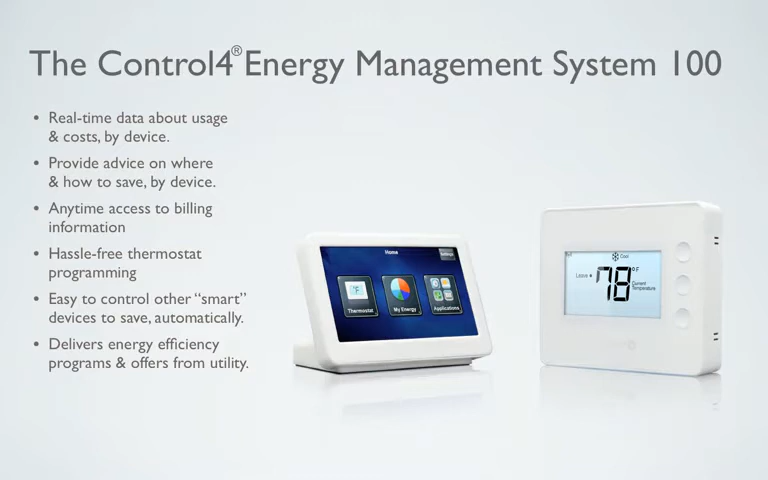 The Control4® Energy Management System 100
• Real-time data about usage
& costs, by device.
• Provide advice on where
& how to save, by device.
• Anytime access to billing
information
• Hassle-free thermostat
programming
• Easy to control other “smart”
devices to save, automatically.
• Delivers energy efficiency
programs & offers from utility.
Home
Settings
Thermostat
My Energy
Applications
Cool
Leave
78°F
Current
Temperature